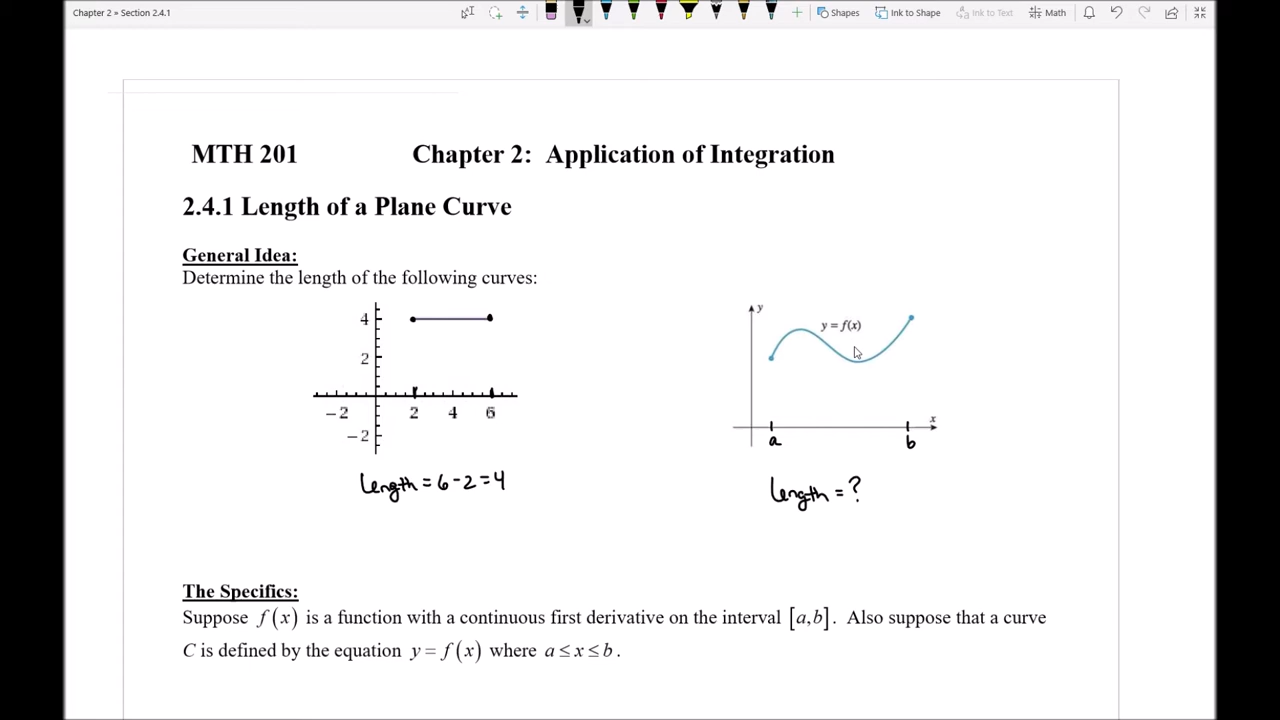 Chapter 2 » Section 2.4.1
Shapes
Ink to Shape
Ink to Text
Math
MTH 201 Chapter 2: Application of Integration
2.4.1 Length of a Plane Curve
General Idea:
Determine the length of the following curves:
4
2
−2 2 4 6
−2
length = 6 - 2 = 4
y
y = f(x)
x
a b
length = ?
The Specifics:
Suppose f(x) is a function with a continuous first derivative on the interval [a,b]. Also suppose that a curve
C is defined by the equation y = f(x) where a ≤ x ≤ b.